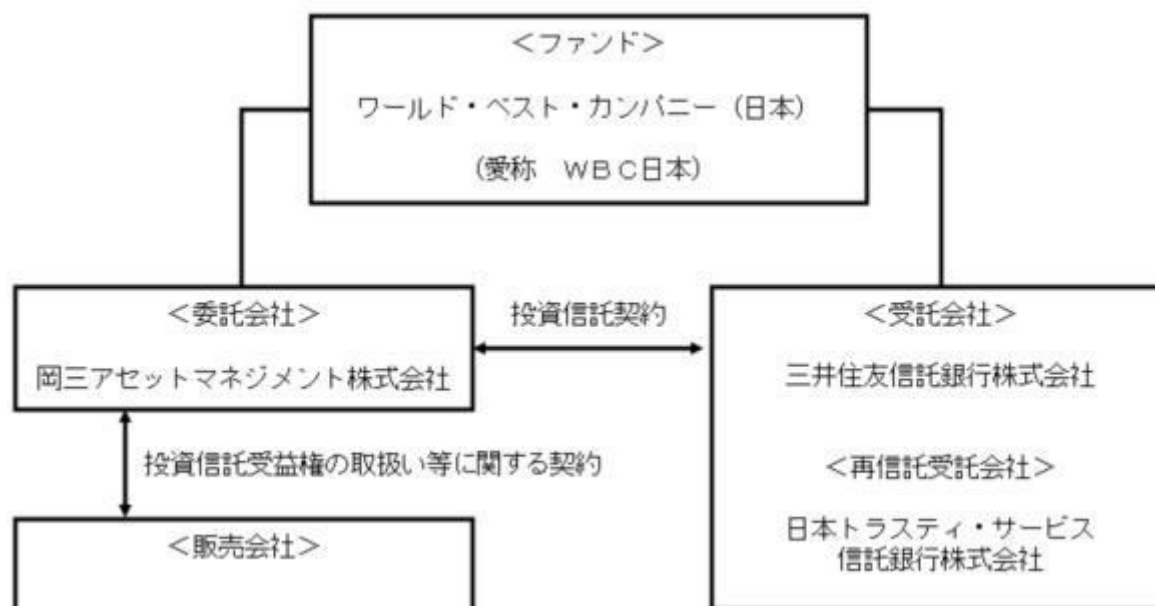 ＜ファンド＞
ワールド・ベスト・カンパニー（日本）
（愛称　ＷＢＣ日本）
＜委託会社＞
岡三アセットマネジメント株式会社
投資信託契約
＜受託会社＞
三井住友信託銀行株式会社
＜再信託受託会社＞
日本トラスティ・サービス
信託銀行株式会社
投資信託受益権の取扱い等に関する契約
＜販売会社＞